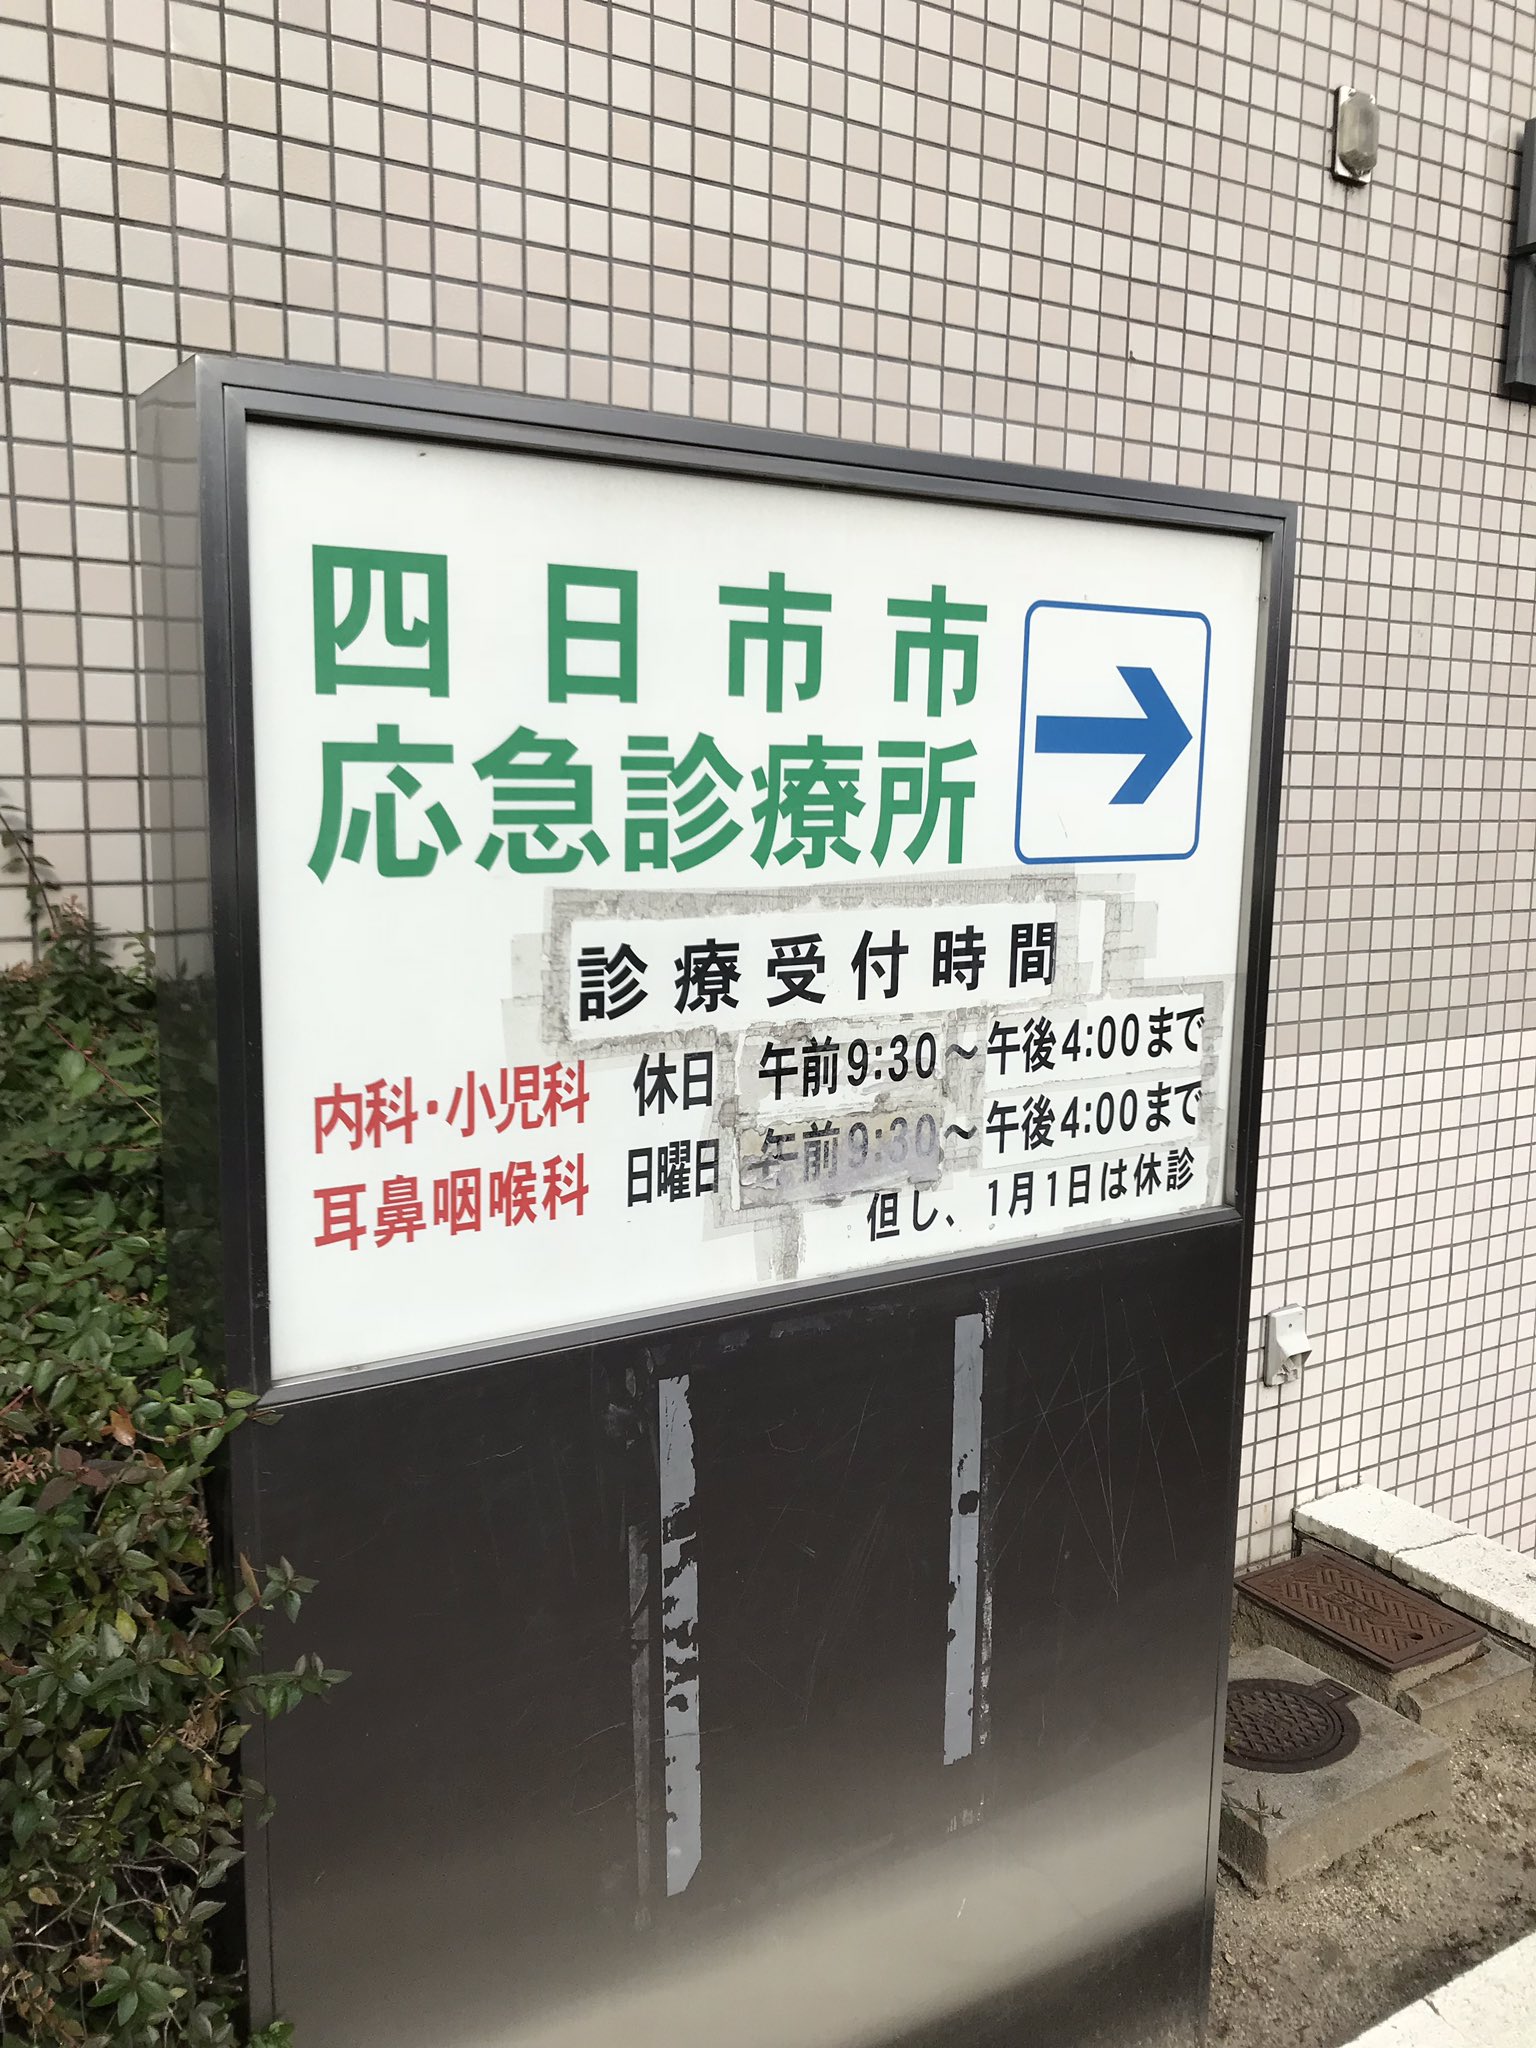 四日市市
応急診療所
診療受付時間
内科・小児科 休日 午前9:30～午後4:00まで
耳鼻咽喉科 日曜日 午前9:30～午後4:00まで
但し、1月1日は休診